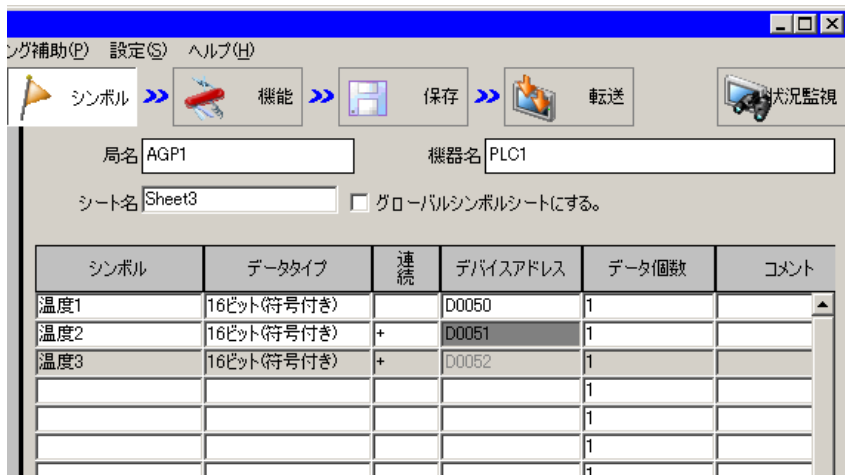 ング補助(P) 設定(S) ヘルプ(H)
シンボル >> 機能 >> 保存 >> 転送 状況監視
局名 AGP1 機器名 PLC1
シート名 Sheet3 グローバルシンボルシートにする。
シンボル データタイプ 連続 デバイスアドレス データ個数 コメント
温度1 16ビット(符号付き) D0050 1
温度2 16ビット(符号付き) + D0051 1
温度3 16ビット(符号付き) + D0052 1
1
1
1
1